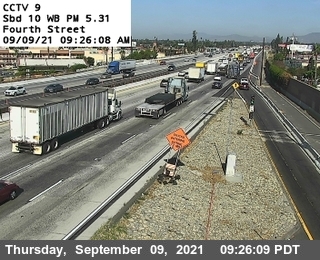 CCTV 9
Sbd 10 WB PM 5.31
Fourth Street
09/09/21 09:26:08 AM
Thursday, September 09, 2021 09:26:09 PDT